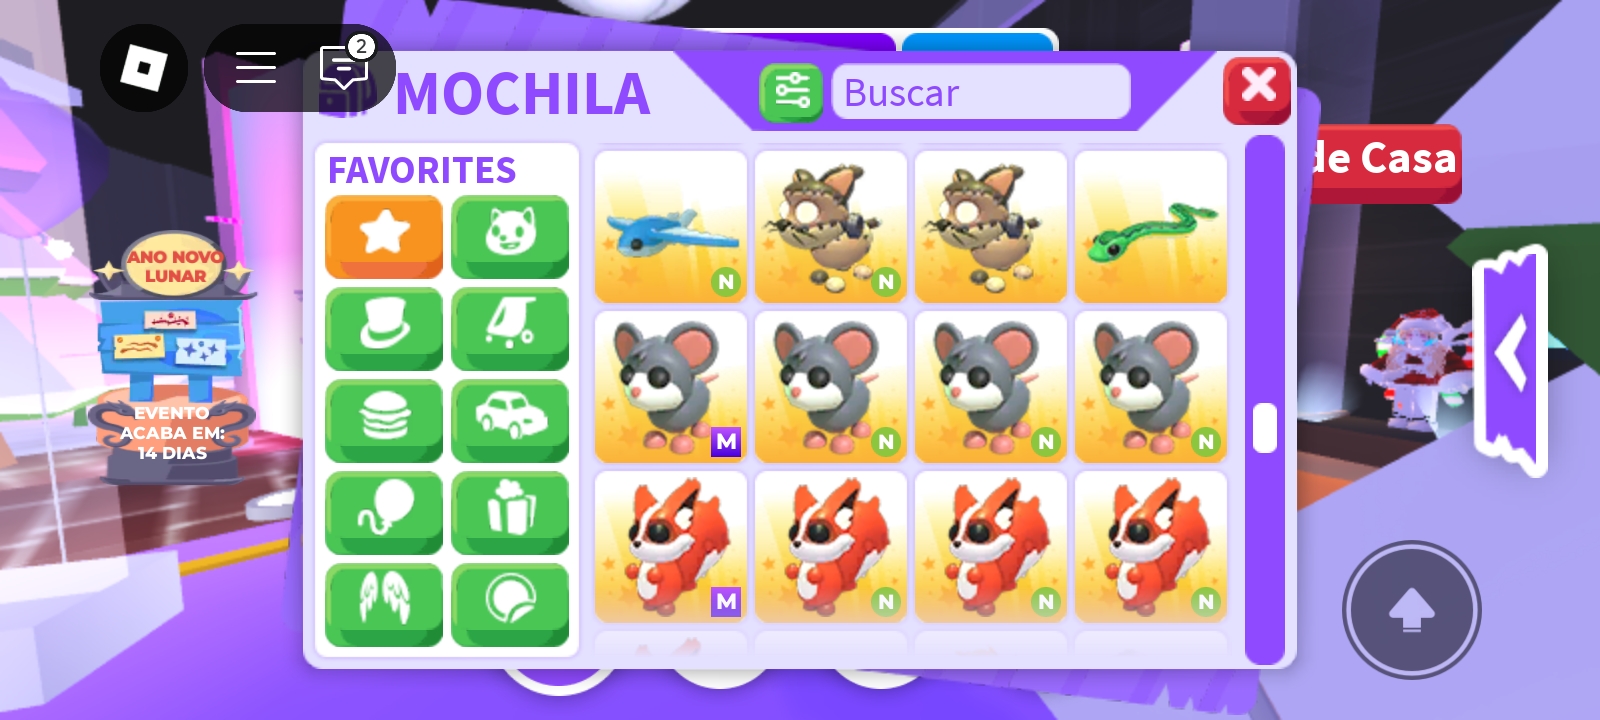 2
MOCHILA
Buscar
FAVORITES
de Casa
ANO NOVO
LUNAR
EVENTO
ACABA EM:
14 DIAS
N
N
M
N
N
N
M
N
N
N